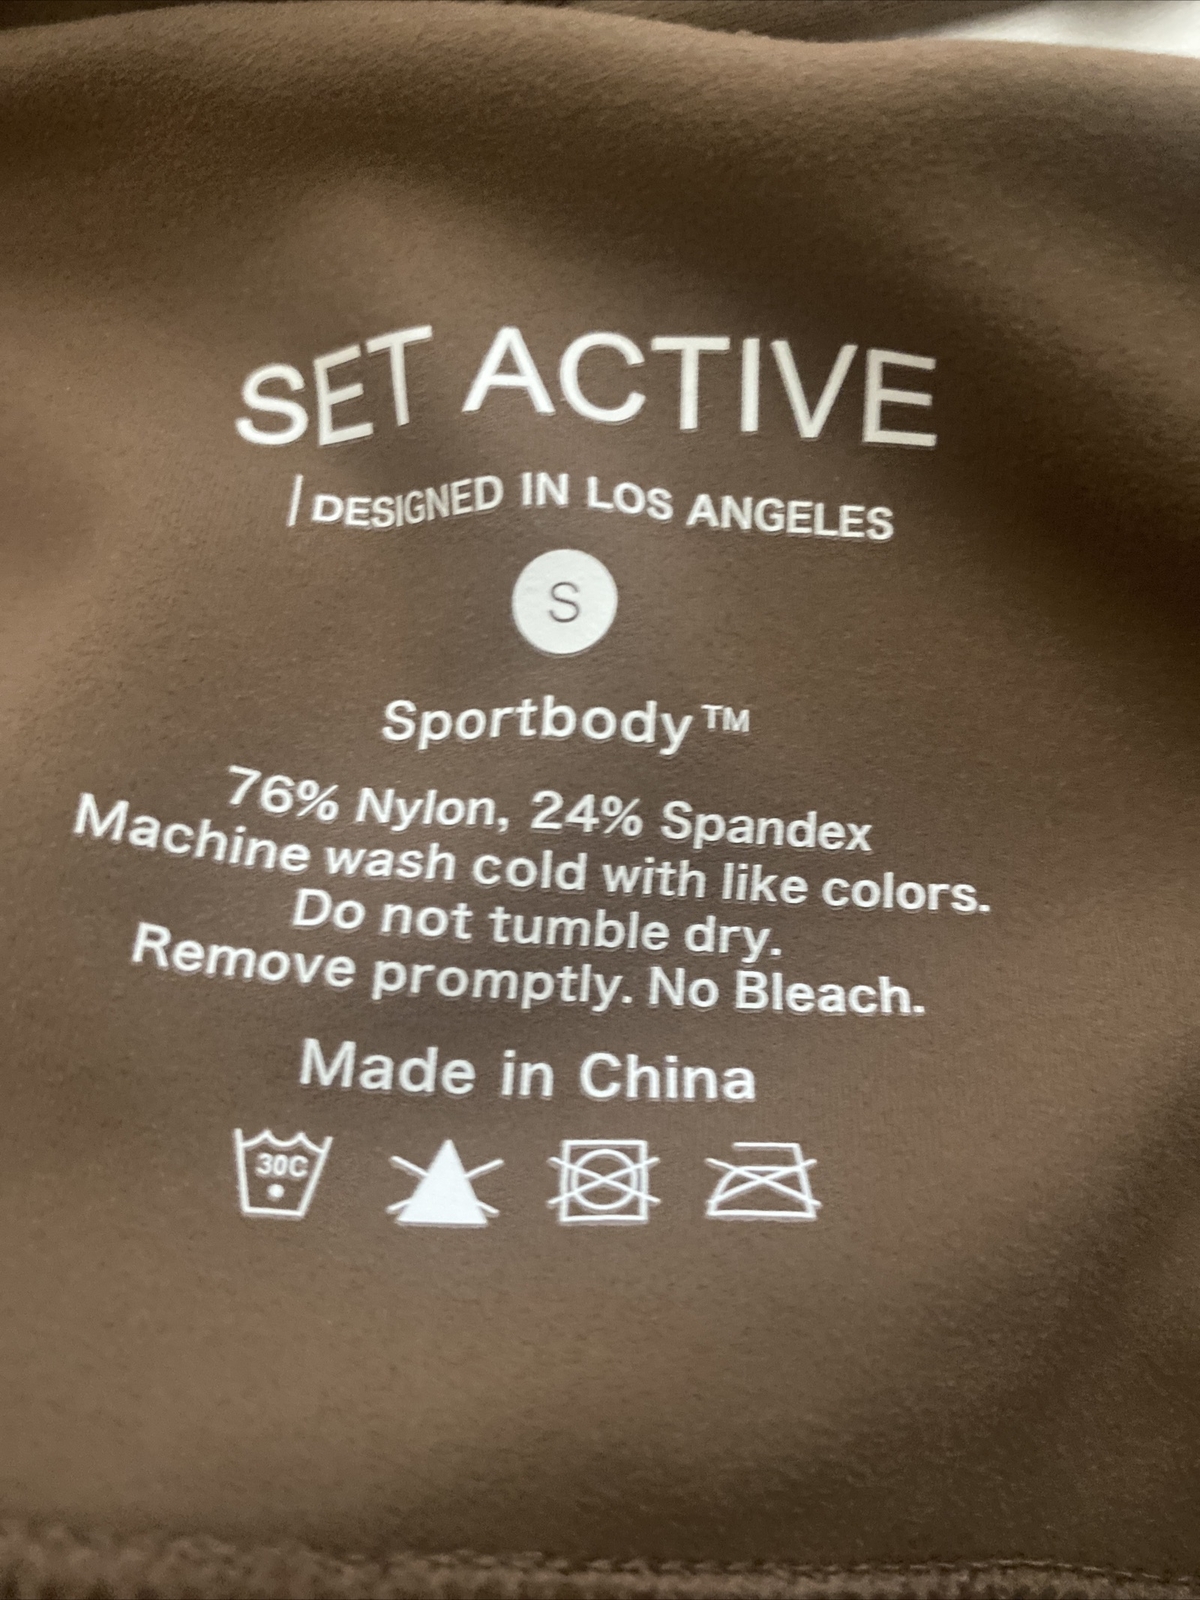 SET ACTIVE
/ DESIGNED IN LOS ANGELES
S
Sportbody™
76% Nylon, 24% Spandex
Machine wash cold with like colors.
Do not tumble dry.
Remove promptly. No Bleach.
Made in China
30C